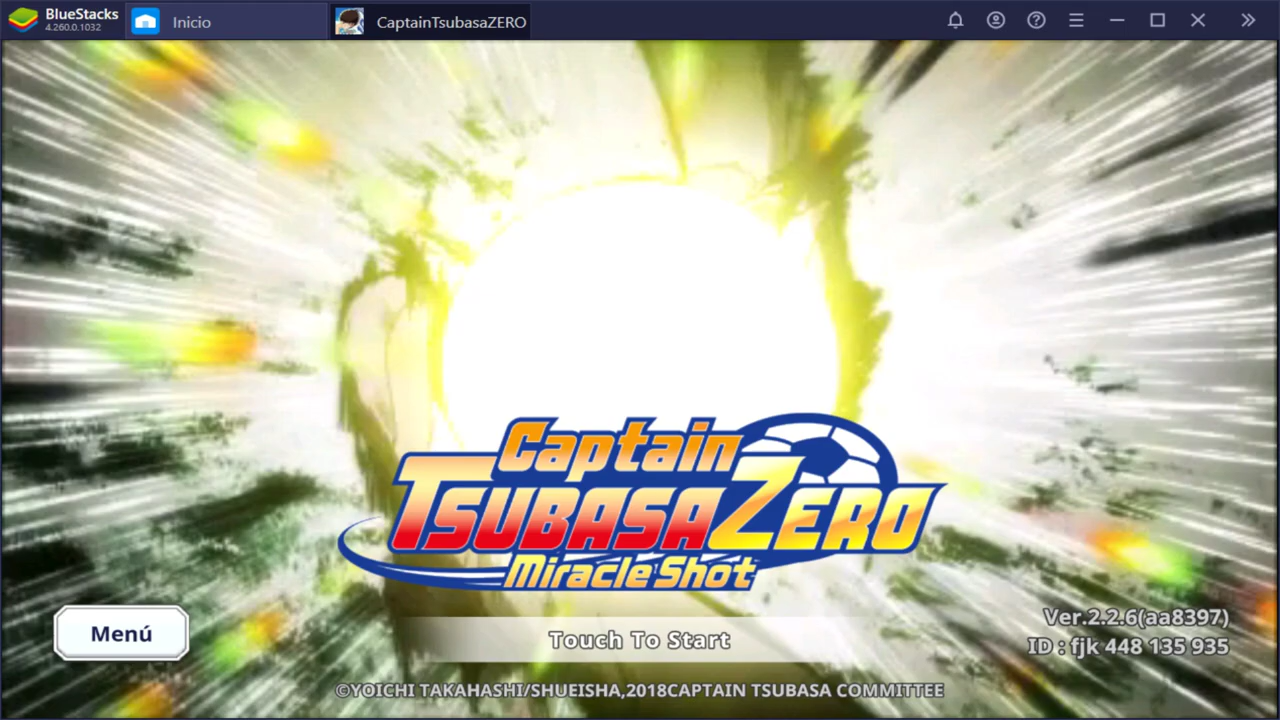 BlueStacks
4.260.0.1032
Inicio
CaptainTsubasaZERO
Captain
TSUBASA ZERO
Miracle Shot
Menú
Touch To Start
Ver.2.2.6(aa8397)
ID : fjk 448 135 935
©YOICHI TAKAHASHI/SHUEISHA,2018CAPTAIN TSUBASA COMMITTEE